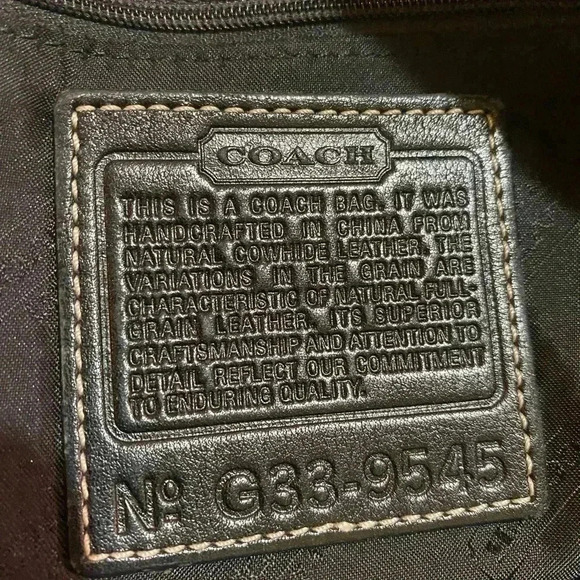 COACH
THIS IS A COACH BAG. IT WAS
HANDCRAFTED IN CHINA FROM
NATURAL COWHIDE LEATHER. THE
VARIATIONS IN THE GRAIN ARE
CHARACTERISTIC OF NATURAL FULL-
GRAIN LEATHER. ITS SUPERIOR
CRAFTSMANSHIP AND ATTENTION TO
DETAIL REFLECT OUR COMMITMENT
TO ENDURING QUALITY.
Nº G33-9545